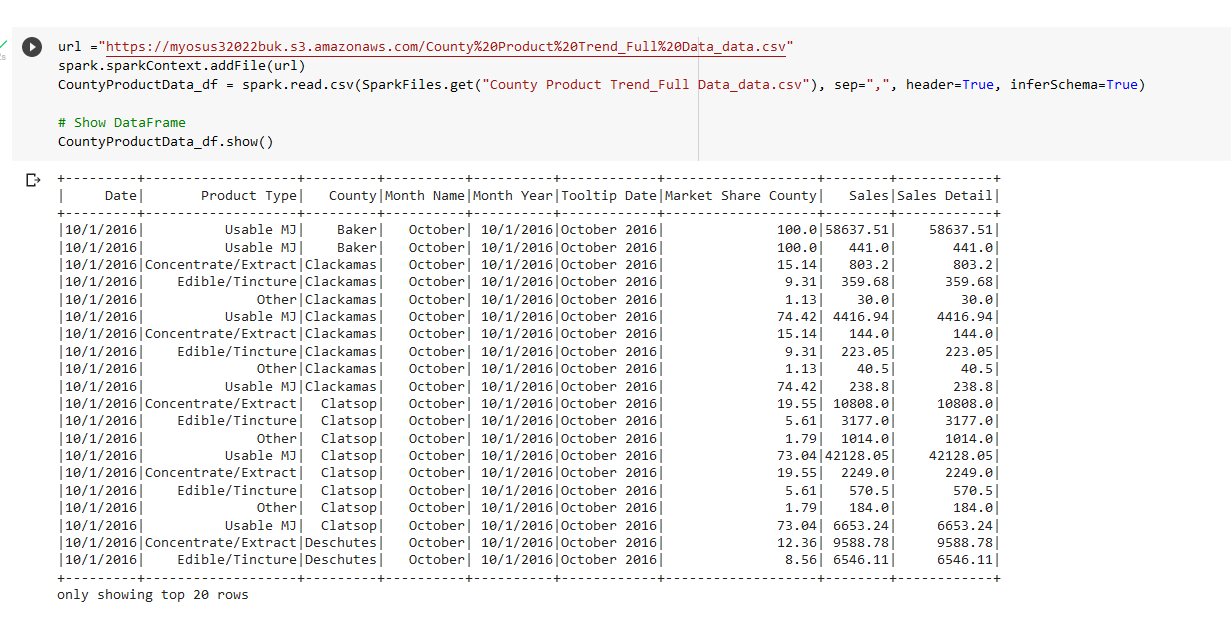 url ="https://myosus32022buk.s3.amazonaws.com/County%20Product%20Trend_Full%20Data_data.csv"
spark.sparkContext.addFile(url)
CountyProductData_df = spark.read.csv(SparkFiles.get("County Product Trend_Full Data_data.csv"), sep=",", header=True, inferSchema=True)
# Show DataFrame
CountyProductData_df.show()
+---------+-------------------+---------+----------+----------+------------+-------------------+--------+------------+
|     Date|       Product Type|   County|Month Name|Month Year|Tooltip Date|Market Share County|   Sales|Sales Detail|
+---------+-------------------+---------+----------+----------+------------+-------------------+--------+------------+
|10/1/2016|          Usable MJ|    Baker|   October| 10/1/2016|October 2016|              100.0|58637.51|    58637.51|
|10/1/2016|          Usable MJ|    Baker|   October| 10/1/2016|October 2016|              100.0|   441.0|       441.0|
|10/1/2016|Concentrate/Extract|Clackamas|   October| 10/1/2016|October 2016|              15.14|   803.2|       803.2|
|10/1/2016|    Edible/Tincture|Clackamas|   October| 10/1/2016|October 2016|               9.31|  359.68|      359.68|
|10/1/2016|              Other|Clackamas|   October| 10/1/2016|October 2016|               1.13|    30.0|        30.0|
|10/1/2016|          Usable MJ|Clackamas|   October| 10/1/2016|October 2016|              74.42| 4416.94|     4416.94|
|10/1/2016|Concentrate/Extract|Clackamas|   October| 10/1/2016|October 2016|              15.14|   144.0|       144.0|
|10/1/2016|    Edible/Tincture|Clackamas|   October| 10/1/2016|October 2016|               9.31|  223.05|      223.05|
|10/1/2016|              Other|Clackamas|   October| 10/1/2016|October 2016|               1.13|    40.5|        40.5|
|10/1/2016|          Usable MJ|Clackamas|   October| 10/1/2016|October 2016|              74.42|   238.8|       238.8|
|10/1/2016|Concentrate/Extract|  Clatsop|   October| 10/1/2016|October 2016|              19.55| 10808.0|     10808.0|
|10/1/2016|    Edible/Tincture|  Clatsop|   October| 10/1/2016|October 2016|               5.61|  3177.0|      3177.0|
|10/1/2016|              Other|  Clatsop|   October| 10/1/2016|October 2016|               1.79|  1014.0|      1014.0|
|10/1/2016|          Usable MJ|  Clatsop|   October| 10/1/2016|October 2016|              73.04|42128.05|    42128.05|
|10/1/2016|Concentrate/Extract|  Clatsop|   October| 10/1/2016|October 2016|              19.55|  2249.0|      2249.0|
|10/1/2016|    Edible/Tincture|  Clatsop|   October| 10/1/2016|October 2016|               5.61|   570.5|       570.5|
|10/1/2016|              Other|  Clatsop|   October| 10/1/2016|October 2016|               1.79|   184.0|       184.0|
|10/1/2016|          Usable MJ|  Clatsop|   October| 10/1/2016|October 2016|              73.04| 6653.24|     6653.24|
|10/1/2016|Concentrate/Extract|Deschutes|   October| 10/1/2016|October 2016|              12.36| 9588.78|     9588.78|
|10/1/2016|    Edible/Tincture|Deschutes|   October| 10/1/2016|October 2016|               8.56| 6546.11|     6546.11|
+---------+-------------------+---------+----------+----------+------------+-------------------+--------+------------+
only showing top 20 rows